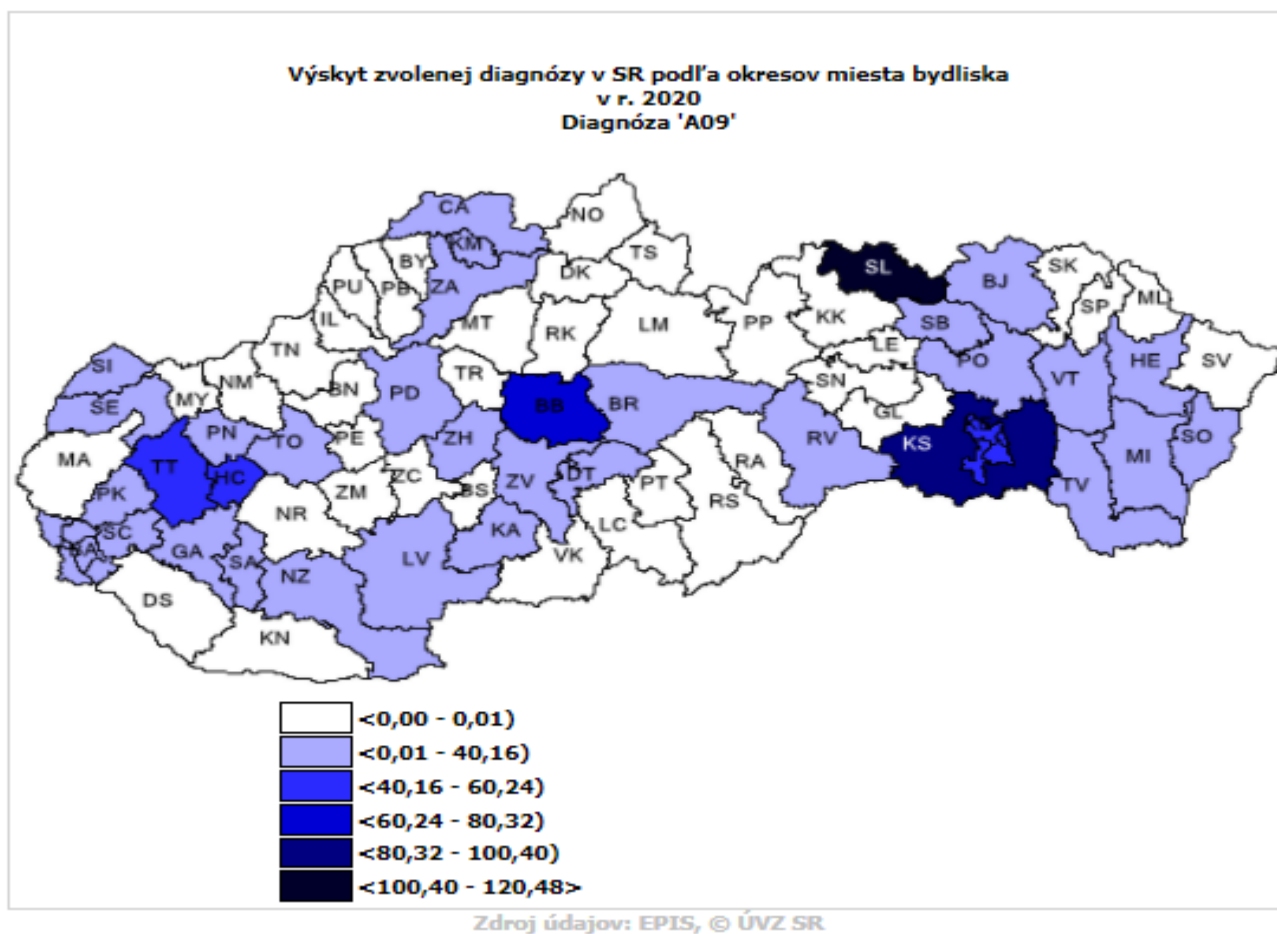 Výskyt zvolenej diagnózy v SR podľa okresov miesta bydliska
v r. 2020
Diagnóza 'A09'
NO
CA
KM
BY
TS
PU
PB
ZA
DK
SL
BJ
SK
ML
SP
IL
MT
RK
LM
PP
KK
SB
TN
LE
PO
HE
SV
SI
NM
BN
TR
SN
VT
MY
PD
BB
BR
GL
SE
PN
TO
PE
ZH
RV
KS
SO
MA
TT
HC
ZC
ZV
DT
RA
MI
PK
ZM
BS
PT
TV
NR
RS
SC
KA
LC
BA
GA
SA
LV
VK
NZ
DS
KN
<0,00 - 0,01)
<0,01 - 40,16)
<40,16 - 60,24)
<60,24 - 80,32)
<80,32 - 100,40)
<100,40 - 120,48>
Zdroj údajov: EPIS, © ÚVZ SR